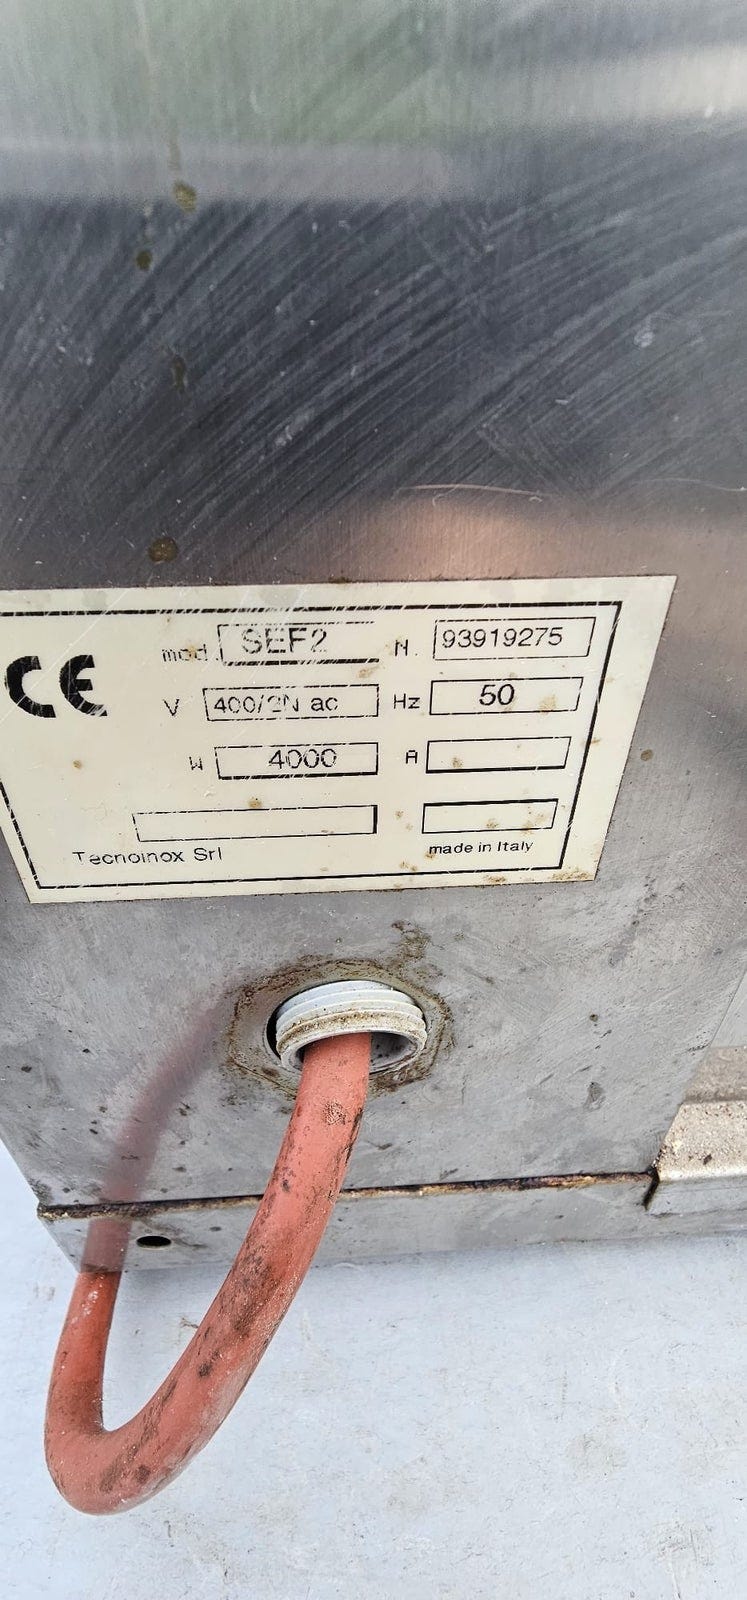 CE
mod. SEF2 N. 93919275
V 400/2N ac Hz 50
W 4000 A
Tecnoinox Srl made in Italy